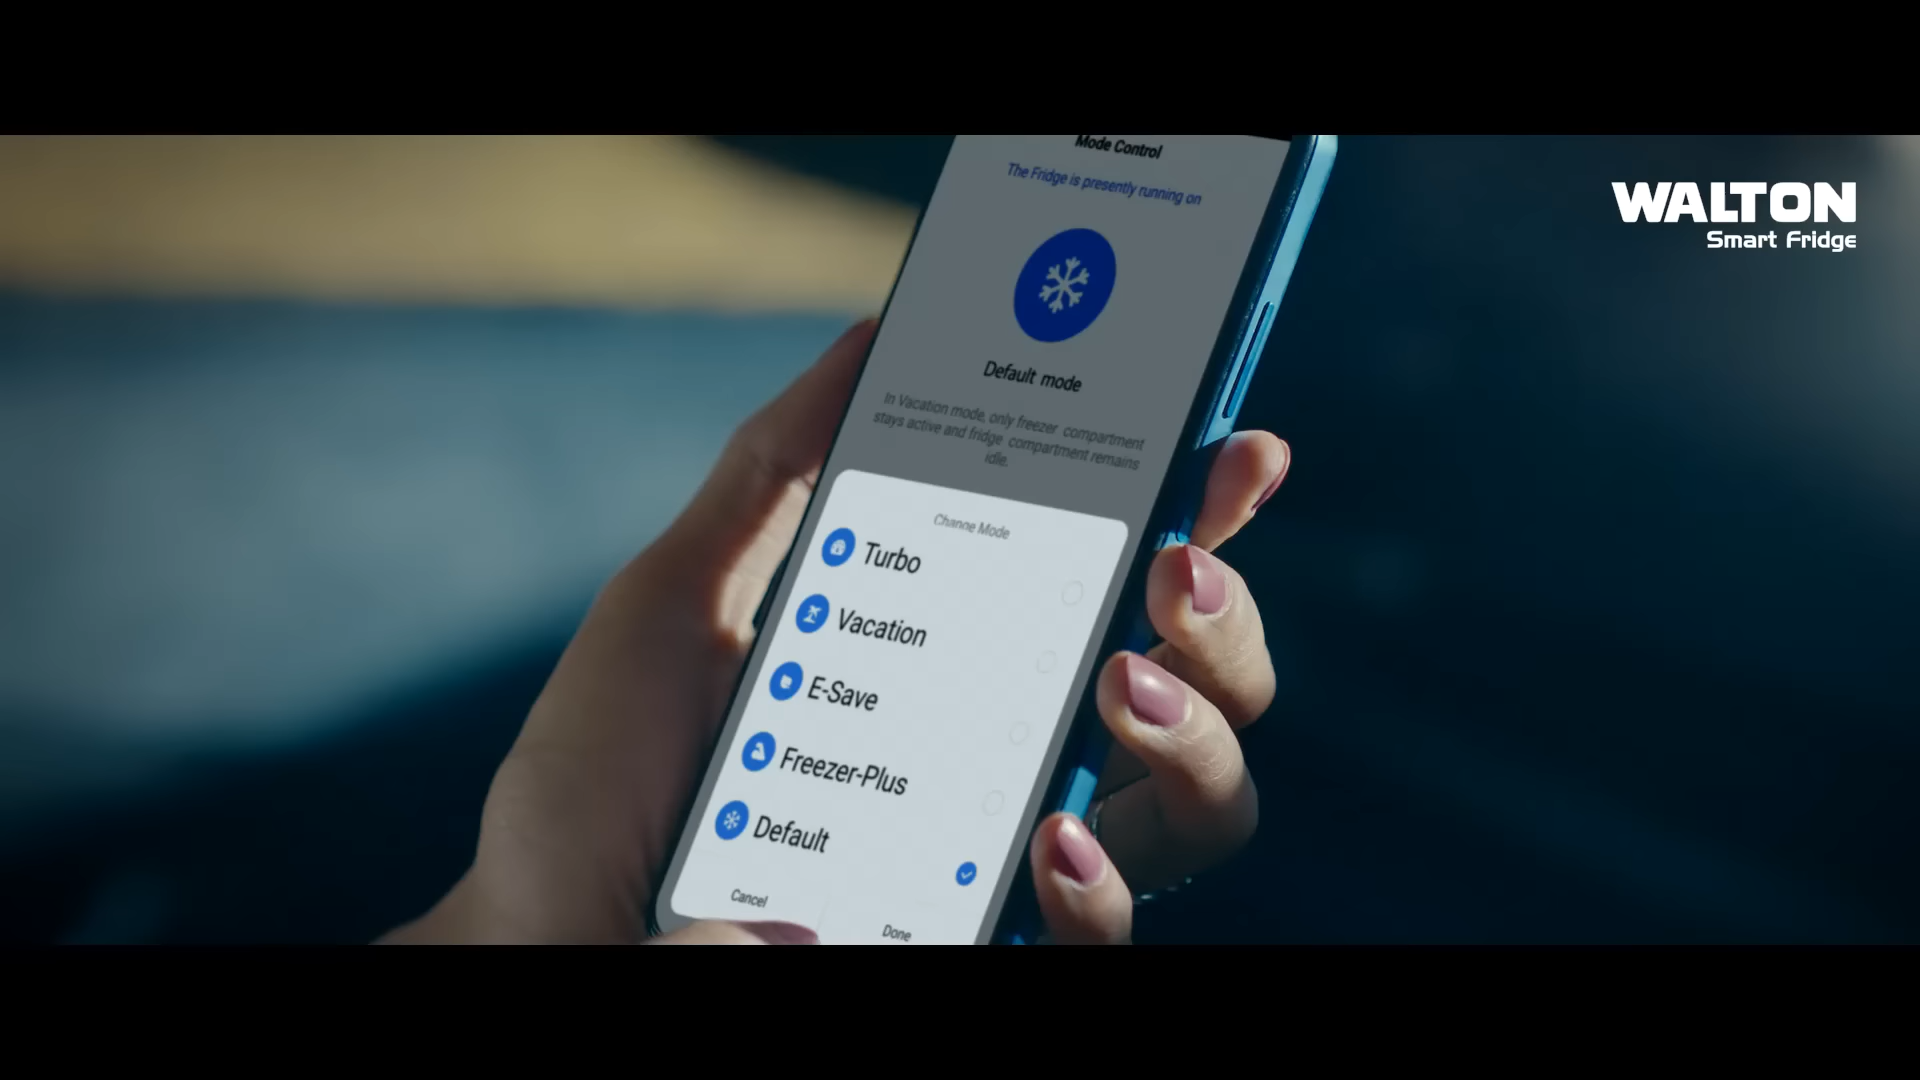 Mode Control
The Fridge is presently running on
WALTON
Smart Fridge
Default mode
In Vacation mode, only freezer compartment
stays active and fridge compartment remains
idle.
Change Mode
Turbo
Vacation
E-Save
Freezer-Plus
Default
Cancel
Done